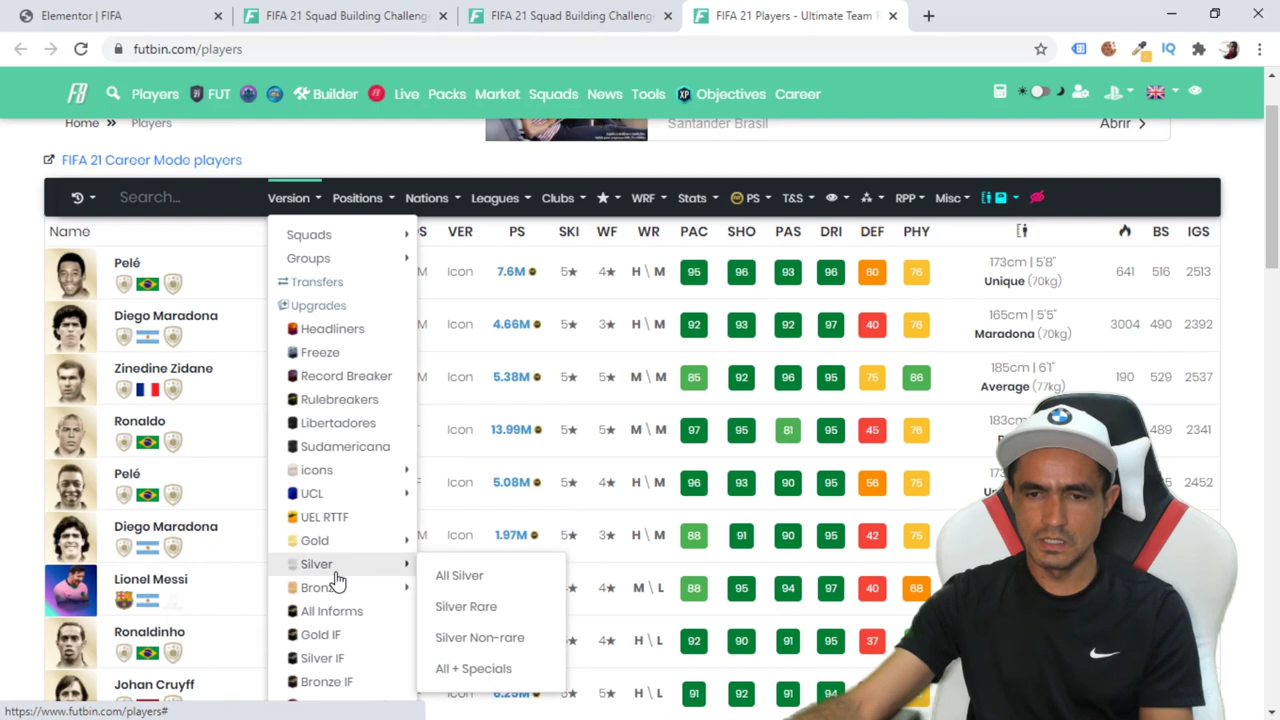 Elementor | FIFA
FIFA 21 Squad Building Challeng
FIFA 21 Squad Building Challeng
FIFA 21 Players - Ultimate Team
futbin.com/players
IQ
F8 Players FUT Builder Live Packs Market Squads News Tools XP Objectives Career
Home » Players
Santander Brasil
Abrir
FIFA 21 Career Mode players
Search... Version Positions Nations Leagues Clubs WRF Stats PS T&S RPP Misc
Name VER PS SKI WF WR PAC SHO PAS DRI DEF PHY BS IGS
Pelé Icon 7.6M 5★ 4★ H \ M 95 96 93 96 60 76 173cm | 5'8" Unique (70kg) 641 516 2513
Diego Maradona Icon 4.66M 5★ 3★ H \ M 92 93 92 97 40 76 165cm | 5'5" Maradona (70kg) 3004 490 2392
Zinedine Zidane Icon 5.38M 5★ 5★ M \ M 85 92 96 95 75 86 185cm | 6'1" Average (77kg) 190 529 2537
Ronaldo Icon 13.99M 5★ 5★ M \ M 97 95 81 95 45 76 183cm 489 2341
Pelé Icon 5.08M 5★ 4★ H \ M 96 93 90 95 56 75 2452
Diego Maradona Icon 1.97M 5★ 3★ H \ M 88 91 90 95 42 75
Lionel Messi 4★ M \ L 88 95 94 95 40 68
Ronaldinho 4★ H \ L 92 90 91 95 37
Johan Cruyff 6.29M 5★ H \ L 91 92 91 94
Squads
Groups
Transfers
Upgrades
Headliners
Freeze
Record Breaker
Rulebreakers
Libertadores
Sudamericana
icons
UCL
UEL RTTF
Gold
Silver
Bronze
All Informs
Gold IF
Silver IF
Bronze IF
All Silver
Silver Rare
Silver Non-rare
All + Specials
https://www.futbin.com/players#